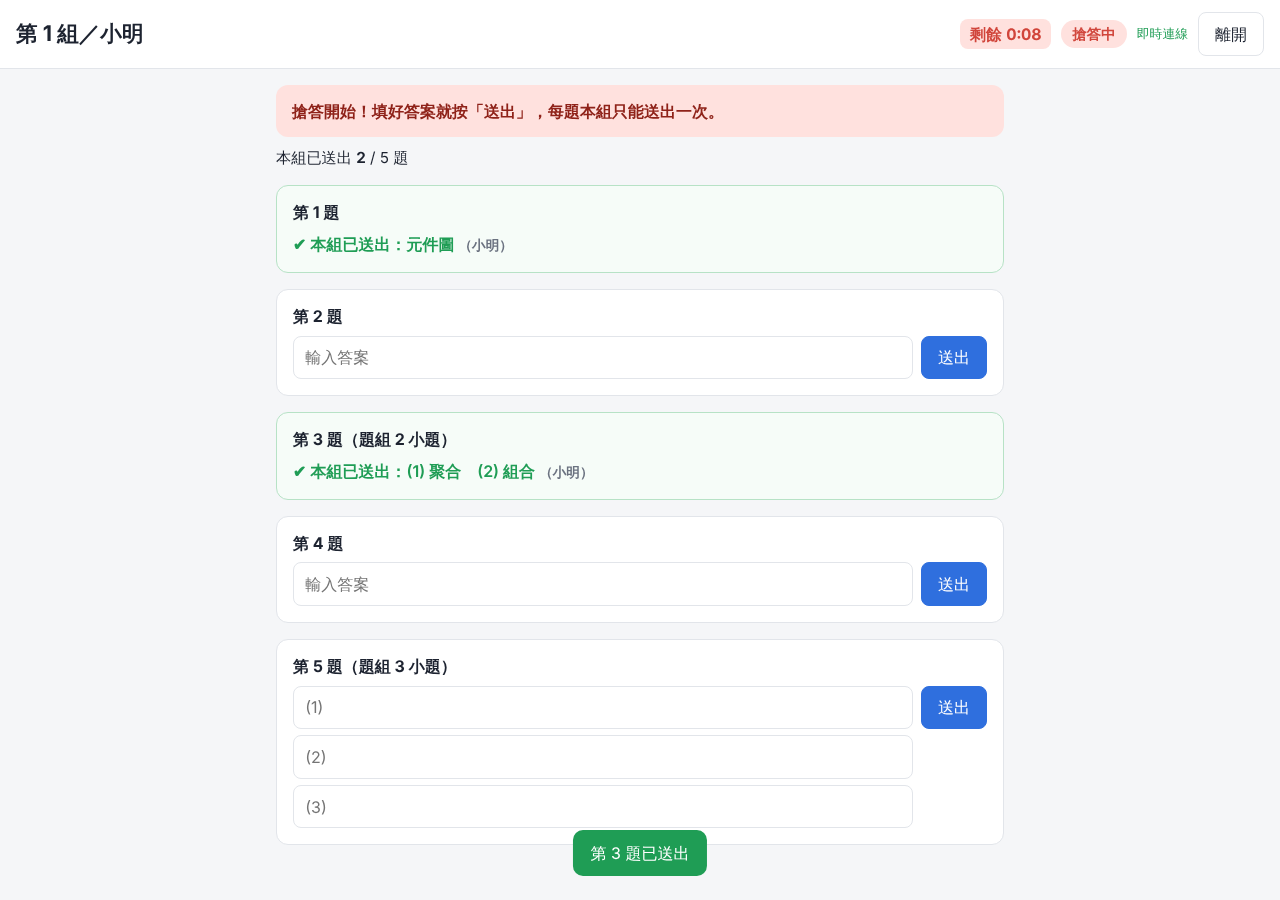 第 1 組／小明
剩餘 0:08
搶答中
即時連線
離開
搶答開始！填好答案就按「送出」，每題本組只能送出一次。
本組已送出 2 / 5 題
第 1 題
✔ 本組已送出：元件圖 （小明）
第 2 題
輸入答案
送出
第 3 題（題組 2 小題）
✔ 本組已送出：(1) 聚合　(2) 組合 （小明）
第 4 題
輸入答案
送出
第 5 題（題組 3 小題）
(1)
送出
(2)
(3)
第 3 題已送出